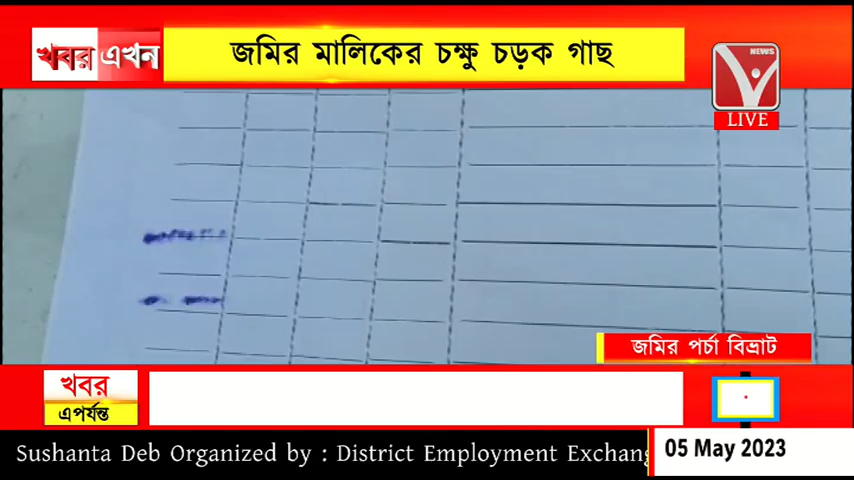 খবর এখন
জমির মালিকের চক্ষু চড়ক গাছ
NEWS
LIVE
জমির পর্চা বিভ্রাট
খবর
এপর্যন্ত
Sushanta Deb Organized by : District Employment Exchang
05 May 2023